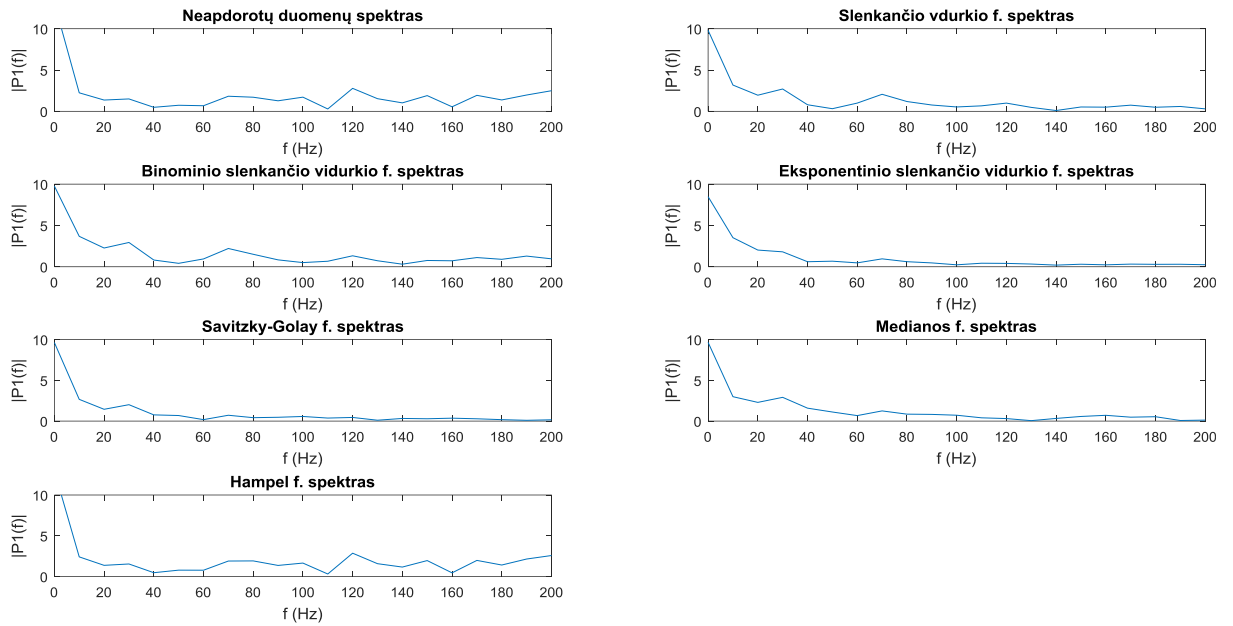 Neapdorotų duomenų spektras
|P1(f)|
10
5
0
0 20 40 60 80 100 120 140 160 180 200
f (Hz)
Slenkančio vdurkio f. spektras
|P1(f)|
10
5
0
0 20 40 60 80 100 120 140 160 180 200
f (Hz)
Binominio slenkančio vidurkio f. spektras
|P1(f)|
10
5
0
0 20 40 60 80 100 120 140 160 180 200
f (Hz)
Eksponentinio slenkančio vidurkio f. spektras
|P1(f)|
10
5
0
0 20 40 60 80 100 120 140 160 180 200
f (Hz)
Savitzky-Golay f. spektras
|P1(f)|
10
5
0
0 20 40 60 80 100 120 140 160 180 200
f (Hz)
Medianos f. spektras
|P1(f)|
10
5
0
0 20 40 60 80 100 120 140 160 180 200
f (Hz)
Hampel f. spektras
|P1(f)|
10
5
0
0 20 40 60 80 100 120 140 160 180 200
f (Hz)